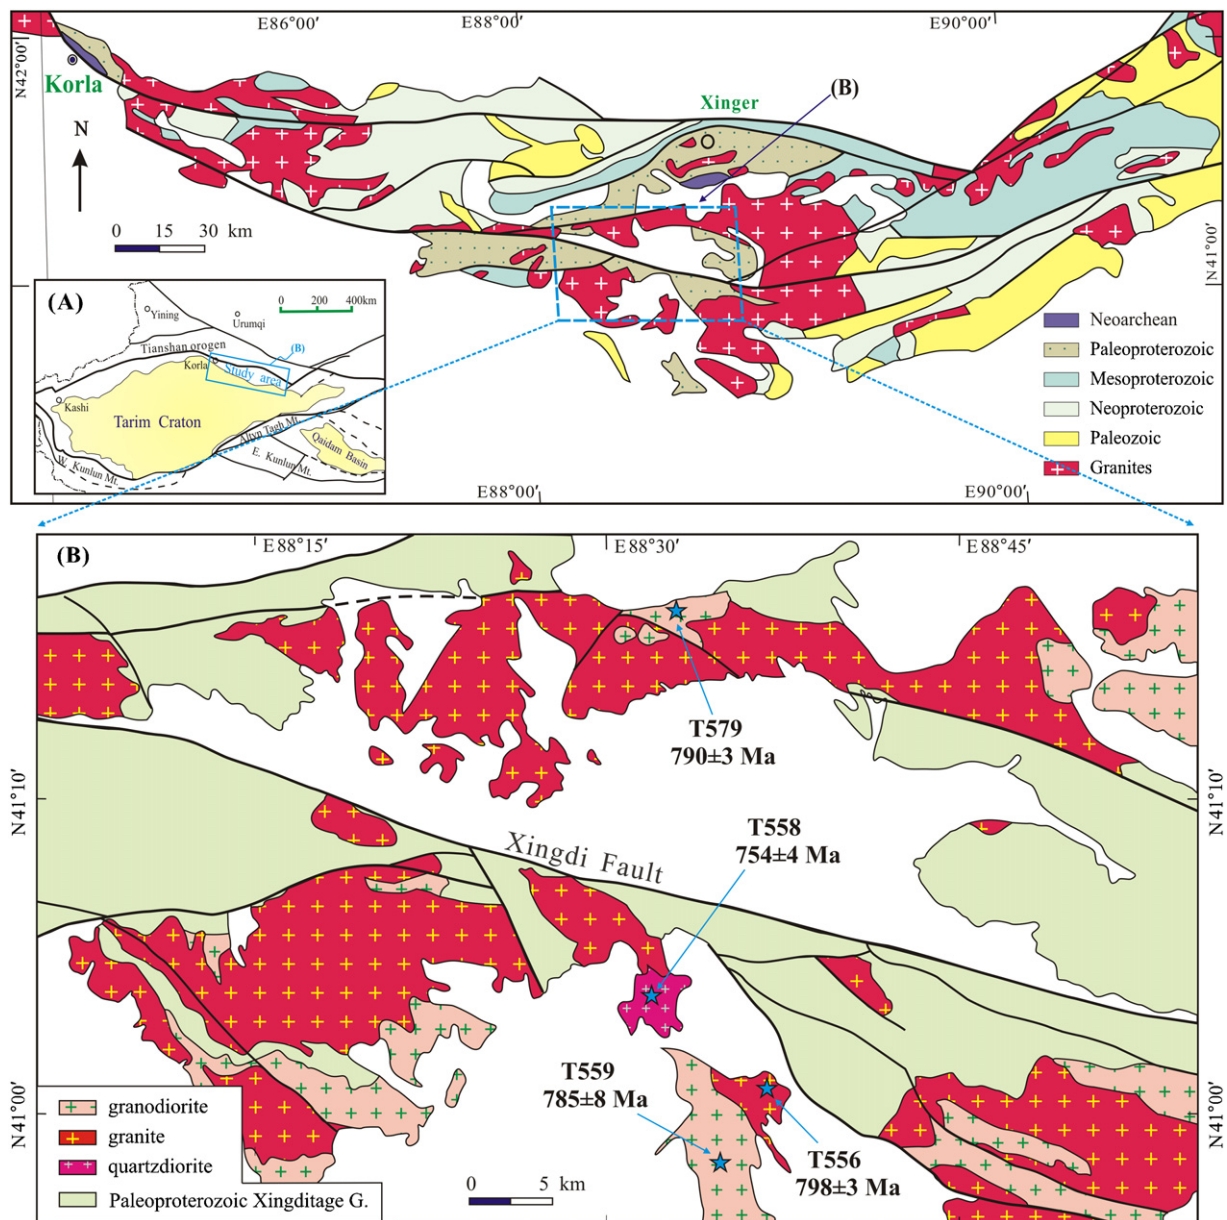 E86°00′ E88°00′ E90°00′
N42°00′
N42°00′
Korla
Xinger
(B)
N
0 15 30 km
N41°00′
(A)
0 200 400km
Yining
Urumqi
Tianshan orogen
(B)
Korla
Study area
Kashi
Tarim Craton
Altyn Tagh Mt.
Qaidam Basin
W. Kunlun Mt.
E. Kunlun Mt.
Neoarchean
Paleoproterozoic
Mesoproterozoic
Neoproterozoic
Paleozoic
Granites
E88°00′ E90°00′
(B)
E88°15′ E88°30′ E88°45′
T579
790±3 Ma
N41°10′
N41°10′
T558
754±4 Ma
Xingdi Fault
T559
785±8 Ma
N41°00′
N41°00′
T556
798±3 Ma
granodiorite
granite
quartzdiorite
Paleoproterozoic Xingditage G.
0 5 km